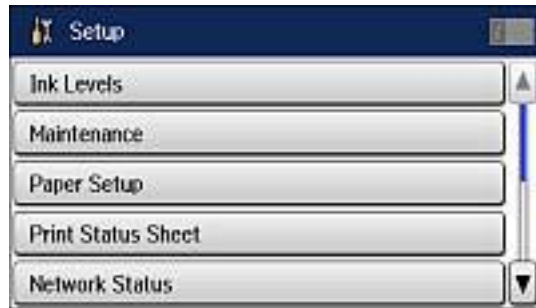 Setup
Ink Levels
Maintenance
Paper Setup
Print Status Sheet
Network Status